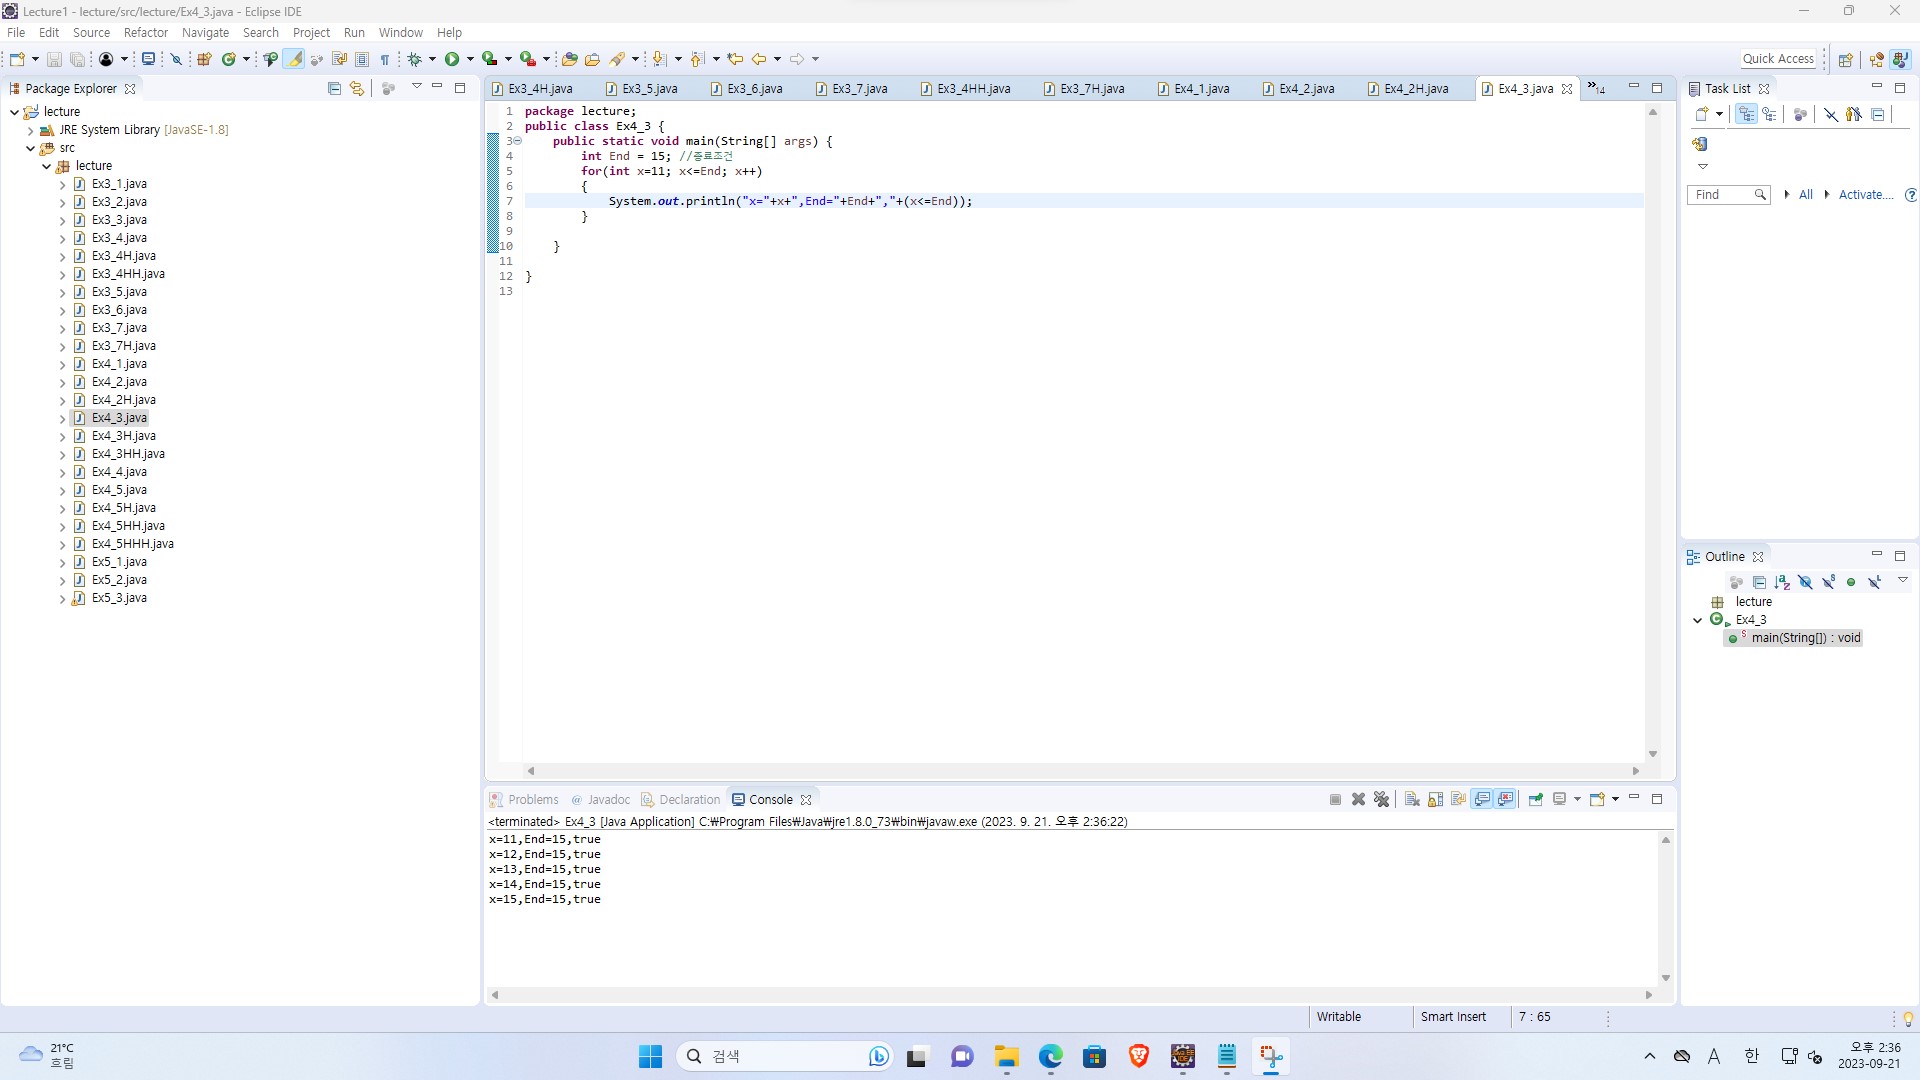 Lecture1 - lecture/src/lecture/Ex4_3.java - Eclipse IDE
File Edit Source Refactor Navigate Search Project Run Window Help
Quick Access
Package Explorer
lecture
JRE System Library [JavaSE-1.8]
src
lecture
Ex3_1.java
Ex3_2.java
Ex3_3.java
Ex3_4.java
Ex3_4H.java
Ex3_4HH.java
Ex3_5.java
Ex3_6.java
Ex3_7.java
Ex3_7H.java
Ex4_1.java
Ex4_2.java
Ex4_2H.java
Ex4_3.java
Ex4_3H.java
Ex4_3HH.java
Ex4_4.java
Ex4_5.java
Ex4_5H.java
Ex4_5HH.java
Ex4_5HHH.java
Ex5_1.java
Ex5_2.java
Ex5_3.java
Ex3_4H.java Ex3_5.java Ex3_6.java Ex3_7.java Ex3_4HH.java Ex3_7H.java Ex4_1.java Ex4_2.java Ex4_2H.java Ex4_3.java 14
1 package lecture;
2 public class Ex4_3 {
3 public static void main(String[] args) {
4 int End = 15; //종료조건
5 for(int x=11; x<=End; x++)
6 {
7 System.out.println("x="+x+",End="+End+","+(x<=End));
8 }
9
10 }
11
12 }
13
Task List
Find All Activate...
Outline
lecture
Ex4_3
main(String[]) : void
Problems Javadoc Declaration Console
<terminated> Ex4_3 [Java Application] C:₩Program Files₩Java₩jre1.8.0_73₩bin₩javaw.exe (2023. 9. 21. 오후 2:36:22)
x=11,End=15,true
x=12,End=15,true
x=13,End=15,true
x=14,End=15,true
x=15,End=15,true
Writable Smart Insert 7 : 65
21°C
흐림
검색
A 한
오후 2:36
2023-09-21